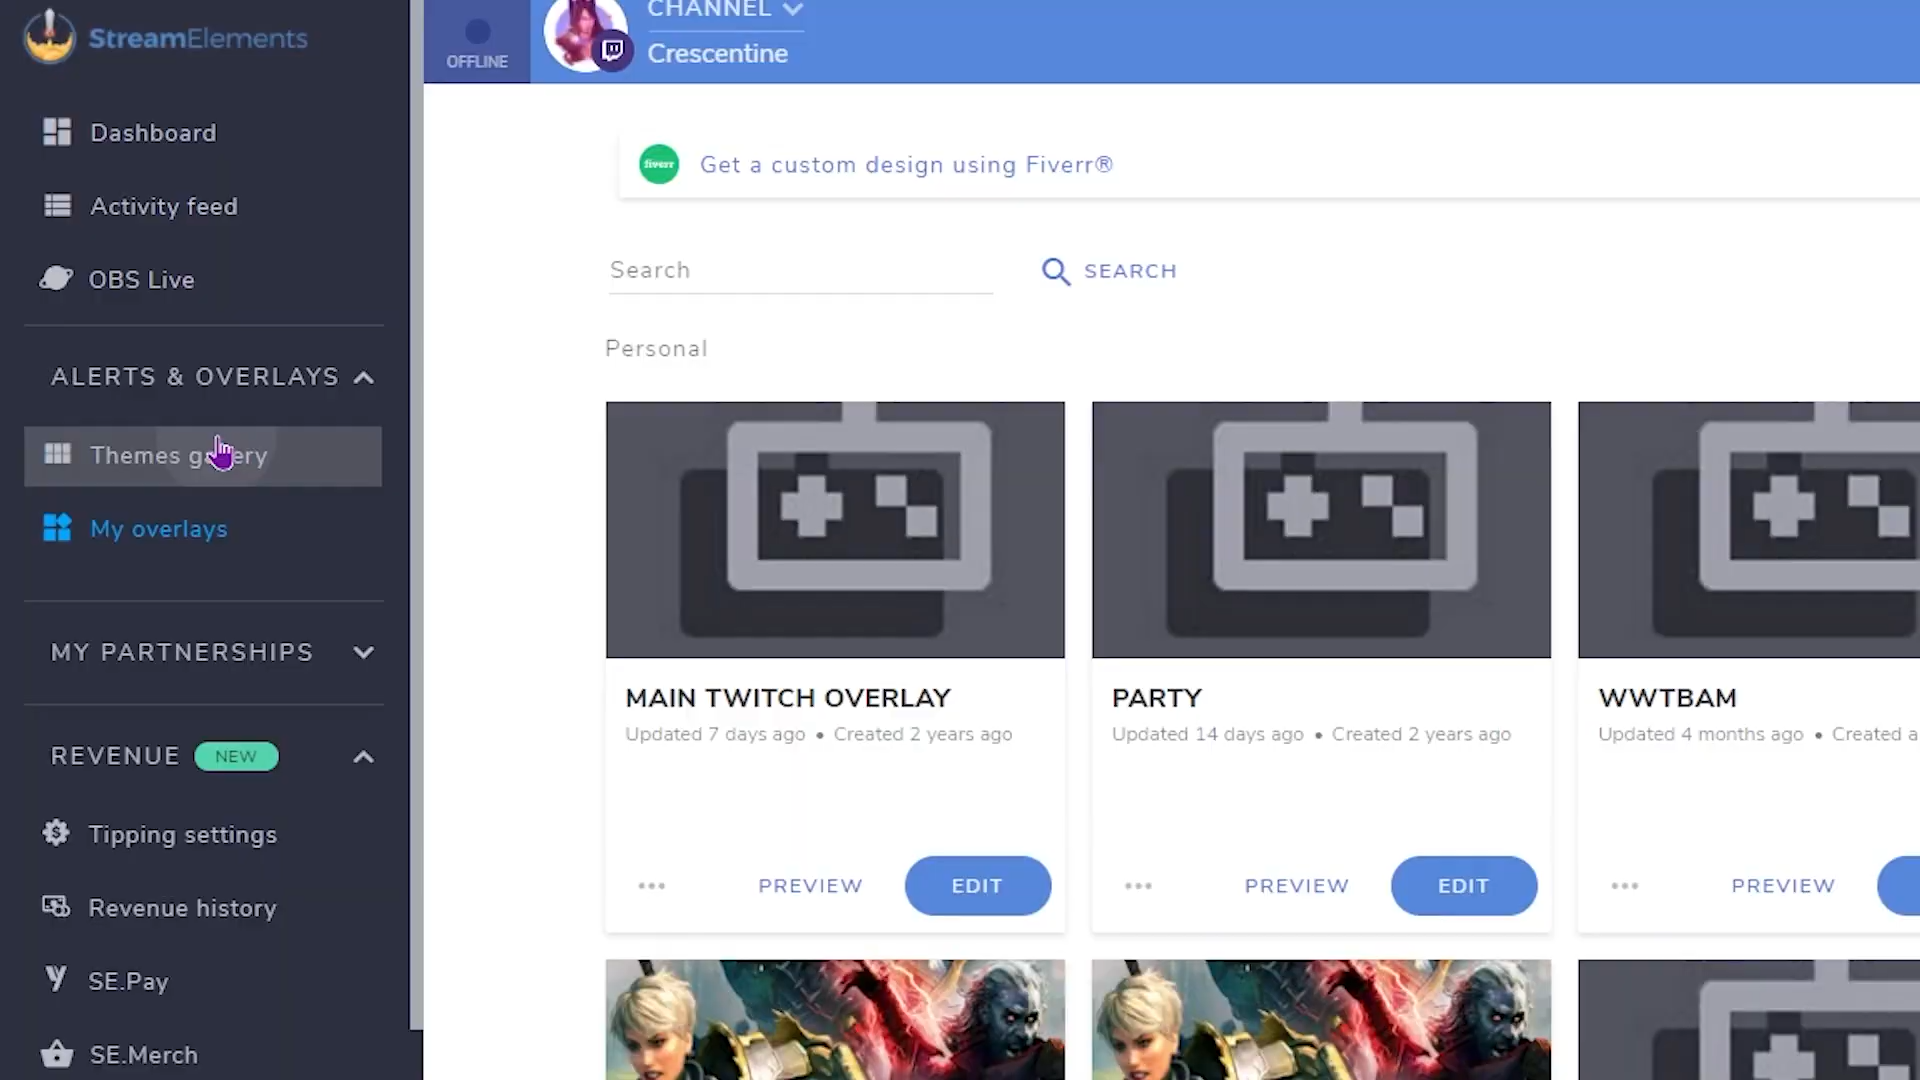 StreamElements
Dashboard
Activity feed
OBS Live
ALERTS & OVERLAYS
Themes gallery
My overlays
MY PARTNERSHIPS
REVENUE NEW
Tipping settings
Revenue history
SE.Pay
SE.Merch
OFFLINE
CHANNEL
Crescentine
fiverr Get a custom design using Fiverr®
Search SEARCH
Personal
MAIN TWITCH OVERLAY
Updated 7 days ago • Created 2 years ago
... PREVIEW EDIT
PARTY
Updated 14 days ago • Created 2 years ago
... PREVIEW EDIT
WWTBAM
Updated 4 months ago • Created a
... PREVIEW